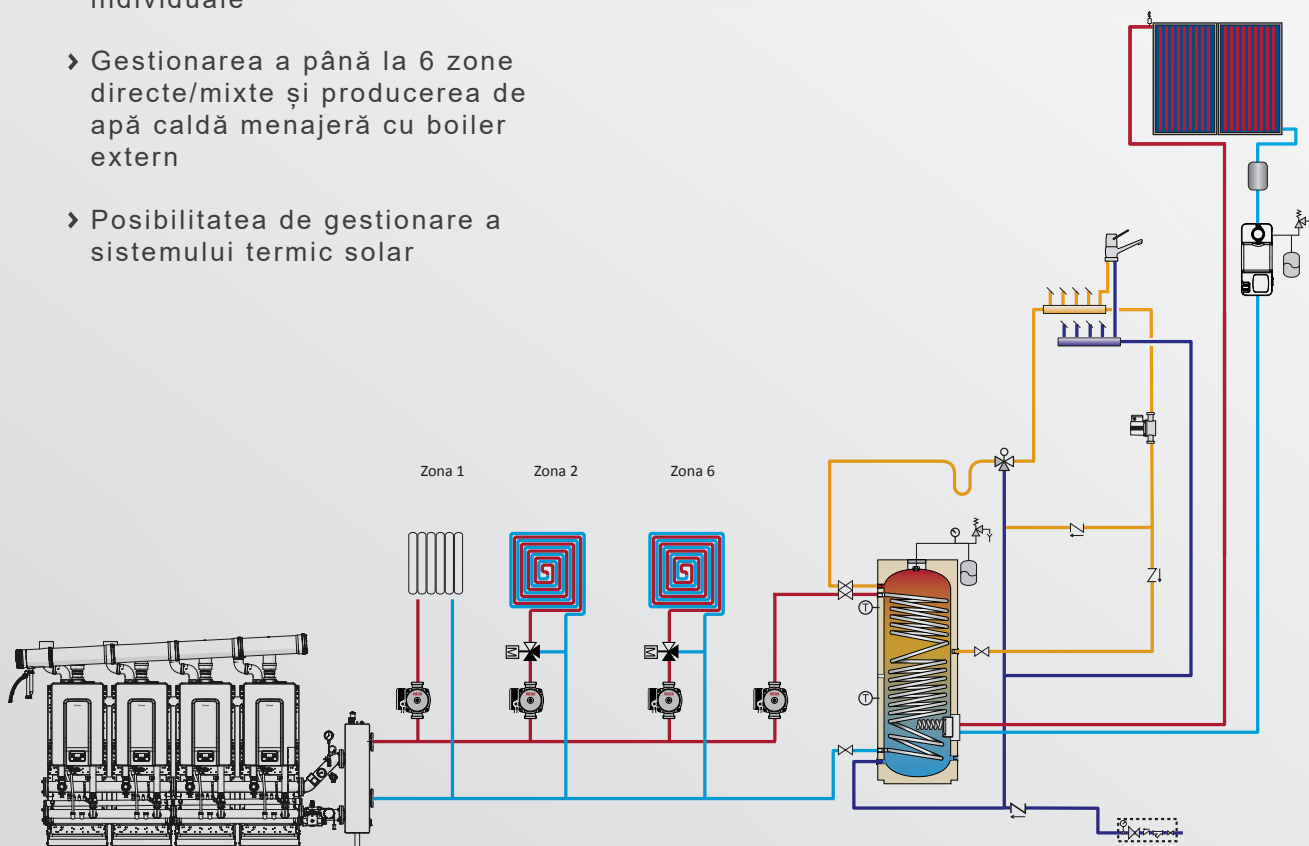 individuale
› Gestionarea a până la 6 zone
directe/mixte și producerea de
apă caldă menajeră cu boiler
extern
› Posibilitatea de gestionare a
sistemului termic solar
Zona 1
Zona 2
Zona 6
M
M
T
T